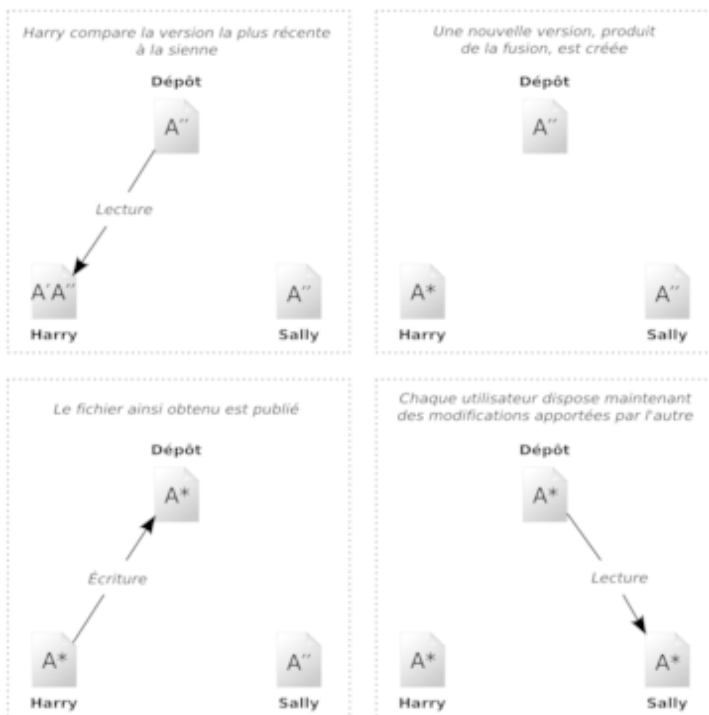 Harry compare la version la plus récente
à la sienne
Dépôt
A″
Lecture
A′A″
A″
Harry
Sally
Une nouvelle version, produit
de la fusion, est créée
Dépôt
A″
A*
A″
Harry
Sally
Le fichier ainsi obtenu est publié
Dépôt
A*
Écriture
A*
A″
Harry
Sally
Chaque utilisateur dispose maintenant
des modifications apportées par l'autre
Dépôt
A*
Lecture
A*
A*
Harry
Sally